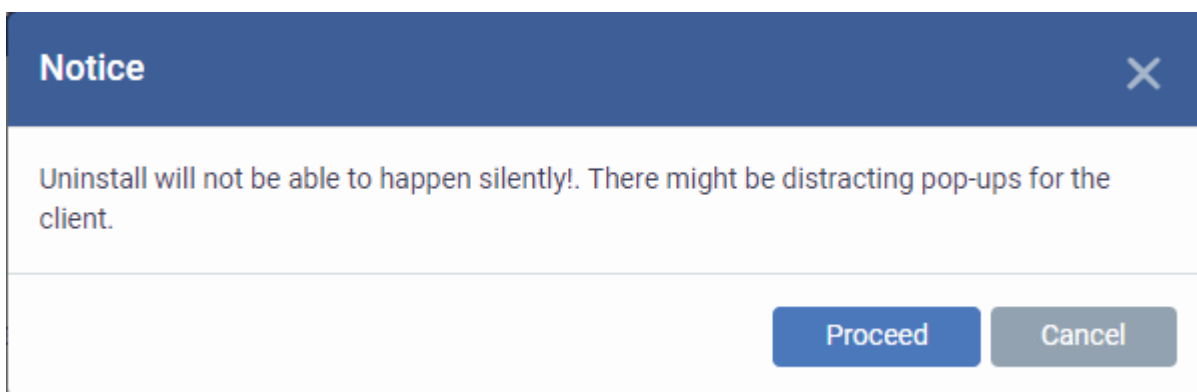 Notice
Uninstall will not be able to happen silently!. There might be distracting pop-ups for the
client.
Proceed
Cancel